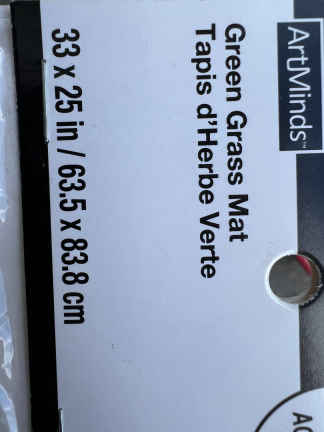 ArtMinds™
Green Grass Mat
Tapis d'Herbe Verte
33 x 25 in / 63.5 x 83.8 cm